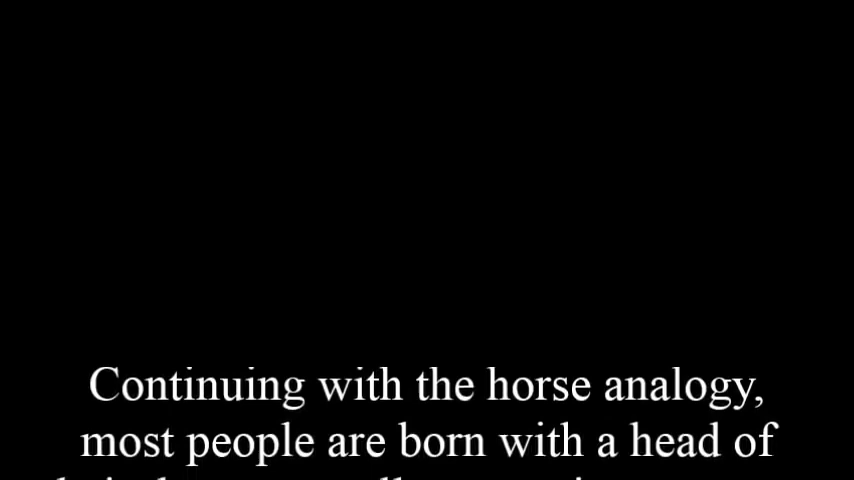 Continuing with the horse analogy,
most people are born with a head of